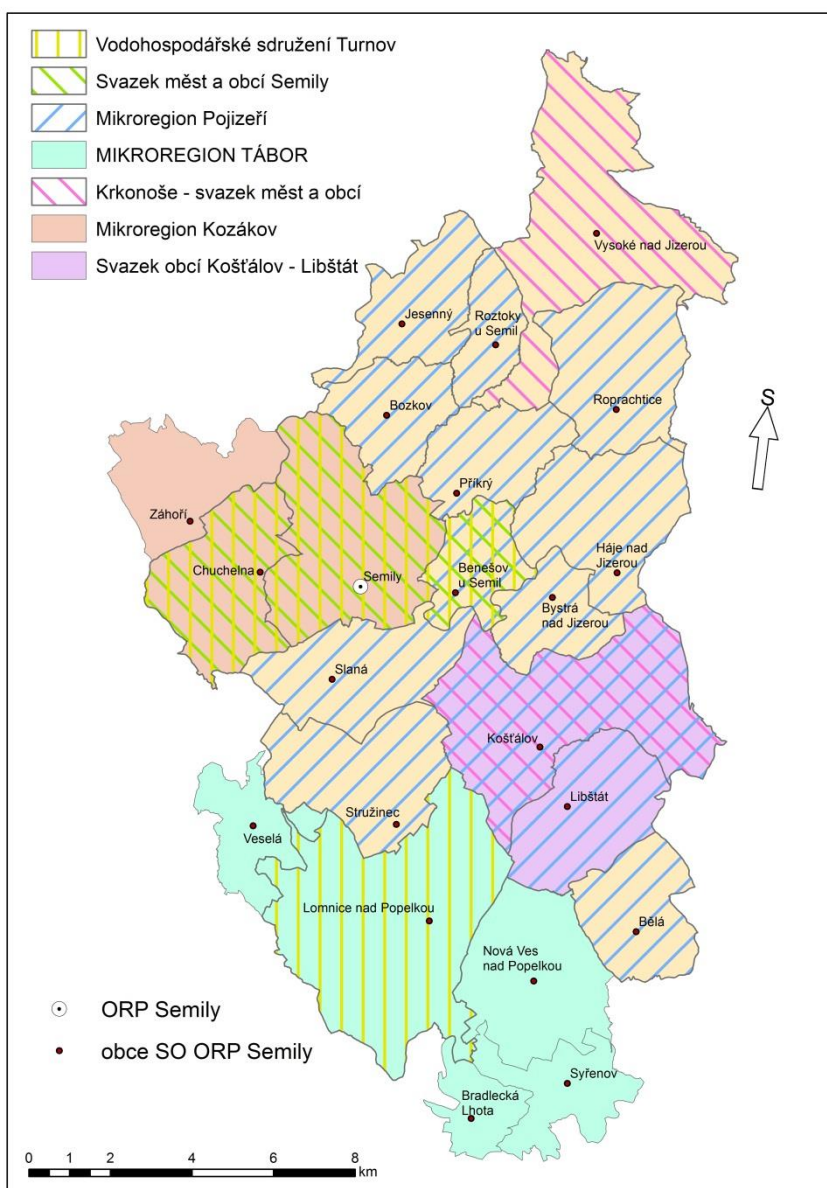 Vodohospodářské sdružení Turnov
Svazek měst a obcí Semily
Mikroregion Pojizeří
MIKROREGION TÁBOR
Krkonoše - svazek měst a obcí
Mikroregion Kozákov
Svazek obcí Košťálov - Libštát
Vysoké nad Jizerou
Jesenný
Roztoky
u Semil
Roprachtice
Bozkov
S
Příkrý
Záhoří
Háje nad
Jizerou
Chuchelna
Semily
Benešov
u Semil
Bystrá
nad Jizerou
Slaná
Košťálov
Libštát
Stružinec
Veselá
Lomnice nad Popelkou
Bělá
Nová Ves
nad Popelkou
ORP Semily
obce SO ORP Semily
Syřenov
Bradlecká
Lhota
0 2 4 6 8
km